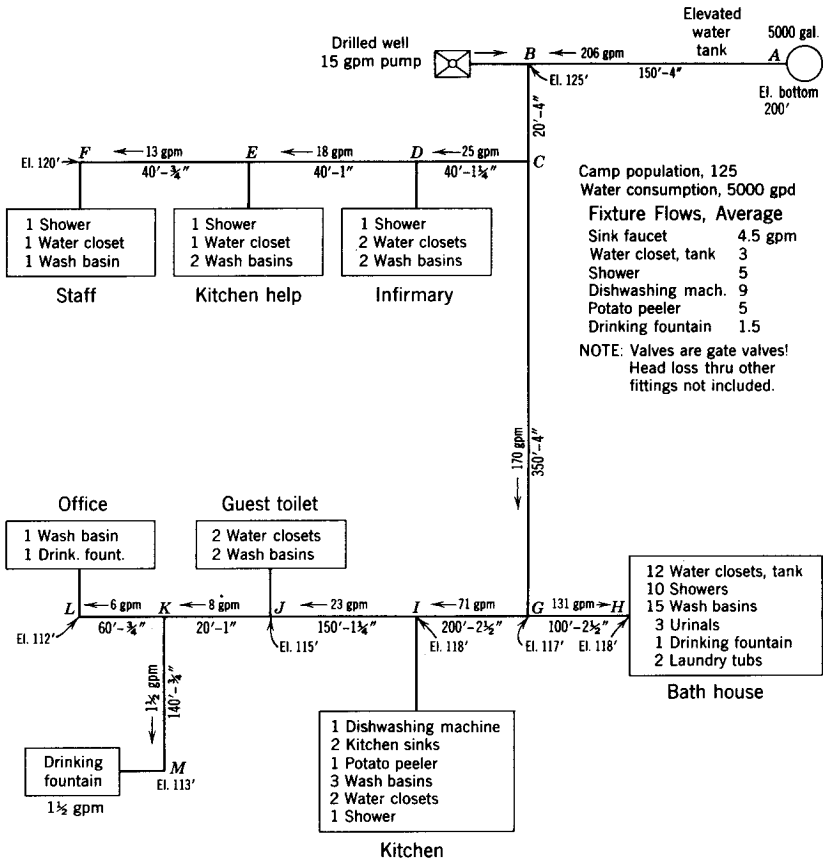 Elevated
water
tank
5000 gal.
Drilled well
15 gpm pump
B
206 gpm
A
El. 125'
150'-4"
El. bottom
200'
20'-4"
F
13 gpm
E
18 gpm
D
25 gpm
C
El. 120'
40'-¾"
40'-1"
40'-1¼"
1 Shower
1 Water closet
1 Wash basin
Staff
1 Shower
1 Water closet
2 Wash basins
Kitchen help
1 Shower
2 Water closets
2 Wash basins
Infirmary
Camp population, 125
Water consumption, 5000 gpd
Fixture Flows, Average
Sink faucet 4.5 gpm
Water closet, tank 3
Shower 5
Dishwashing mach. 9
Potato peeler 5
Drinking fountain 1.5
NOTE: Valves are gate valves!
Head loss thru other
fittings not included.
170 gpm
350'-4"
Office
1 Wash basin
1 Drink. fount.
Guest toilet
2 Water closets
2 Wash basins
L
6 gpm
K
8 gpm
J
23 gpm
I
71 gpm
G
131 gpm
H
El. 112'
60'-¾"
20'-1"
El. 115'
150'-1¼"
El. 118'
200'-2½"
El. 117'
100'-2½"
El. 118'
12 Water closets, tank
10 Showers
15 Wash basins
3 Urinals
1 Drinking fountain
2 Laundry tubs
Bath house
1½ gpm
140'-¾"
Drinking
fountain
M
El. 113'
1½ gpm
1 Dishwashing machine
2 Kitchen sinks
1 Potato peeler
3 Wash basins
2 Water closets
1 Shower
Kitchen